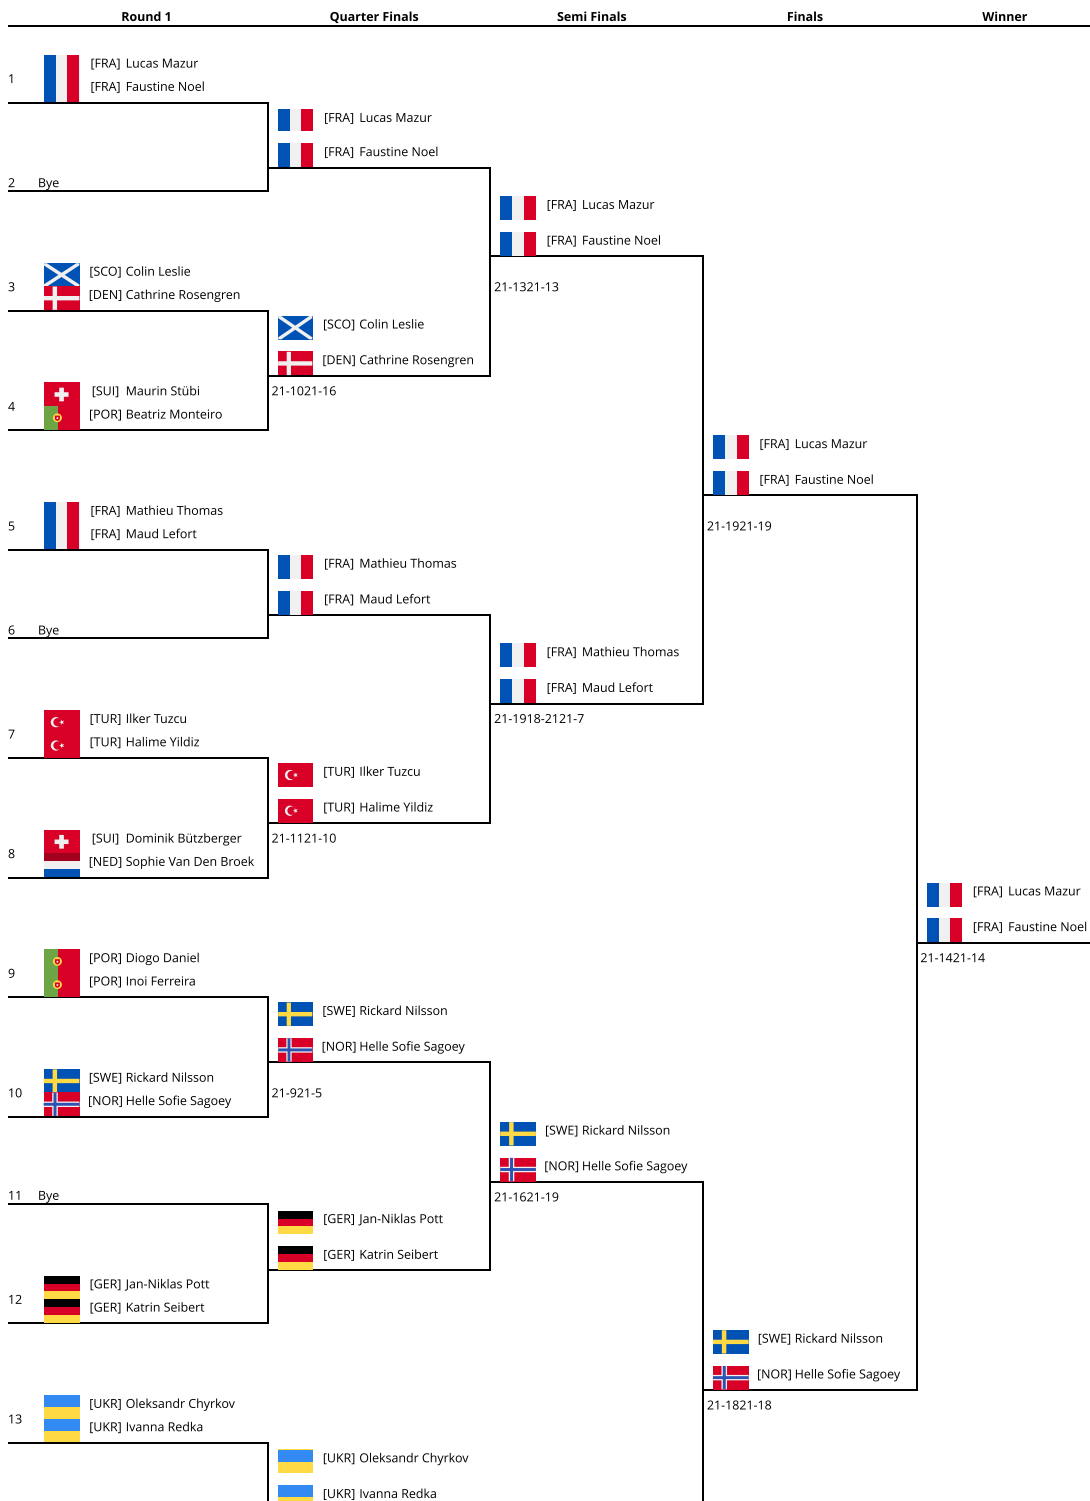 Round 1 Quarter Finals Semi Finals Finals Winner
[FRA] Lucas Mazur
1
[FRA] Faustine Noel
[FRA] Lucas Mazur
[FRA] Faustine Noel
2 Bye
[FRA] Lucas Mazur
[FRA] Faustine Noel
[SCO] Colin Leslie
3 21-1321-13
[DEN] Cathrine Rosengren
[SCO] Colin Leslie
[DEN] Cathrine Rosengren
[SUI] Maurin Stübi 21-1021-16
4
[POR] Beatriz Monteiro
[FRA] Lucas Mazur
[FRA] Faustine Noel
[FRA] Mathieu Thomas
5 21-1921-19
[FRA] Maud Lefort
[FRA] Mathieu Thomas
[FRA] Maud Lefort
6 Bye
[FRA] Mathieu Thomas
[FRA] Maud Lefort
[TUR] Ilker Tuzcu 21-1918-2121-7
7
[TUR] Halime Yildiz
[TUR] Ilker Tuzcu
[TUR] Halime Yildiz
[SUI] Dominik Bützberger 21-1121-10
8
[NED] Sophie Van Den Broek
[FRA] Lucas Mazur
[FRA] Faustine Noel
[POR] Diogo Daniel 21-1421-14
9
[POR] Inoi Ferreira
[SWE] Rickard Nilsson
[NOR] Helle Sofie Sagoey
[SWE] Rickard Nilsson
10 21-921-5
[NOR] Helle Sofie Sagoey
[SWE] Rickard Nilsson
[NOR] Helle Sofie Sagoey
11 Bye 21-1621-19
[GER] Jan-Niklas Pott
[GER] Katrin Seibert
[GER] Jan-Niklas Pott
12
[GER] Katrin Seibert
[SWE] Rickard Nilsson
[NOR] Helle Sofie Sagoey
[UKR] Oleksandr Chyrkov 21-1821-18
13
[UKR] Ivanna Redka
[UKR] Oleksandr Chyrkov
[UKR] Ivanna Redka